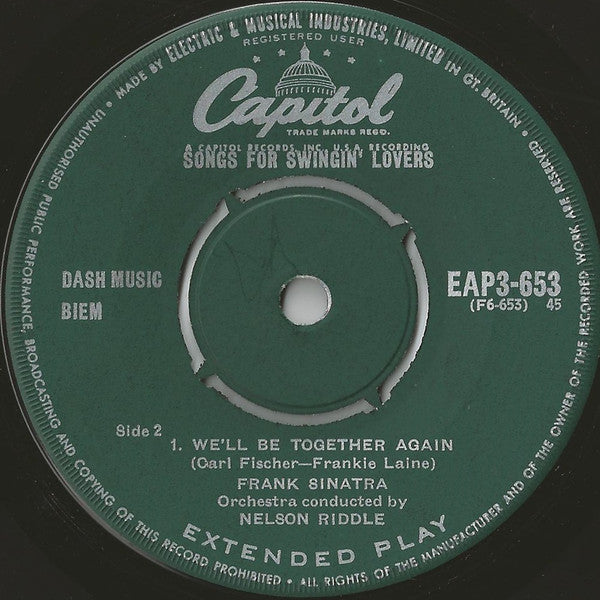 MADE BY ELECTRIC & MUSICAL INDUSTRIES, LIMITED IN GT. BRITAIN
REGISTERED USER
Capitol
TRADE MARKS REGD.
A CAPITOL RECORDS, INC., U.S.A. RECORDING
SONGS FOR SWINGIN' LOVERS
DASH MUSIC
BIEM
EAP3-653
(F6-653) 45
Side 2
1. WE'LL BE TOGETHER AGAIN
(Carl Fischer—Frankie Laine)
FRANK SINATRA
Orchestra conducted by
NELSON RIDDLE
EXTENDED PLAY
UNAUTHORISED PUBLIC PERFORMANCE, BROADCASTING AND COPYING OF THIS RECORD PROHIBITED • ALL RIGHTS OF THE MANUFACTURER AND OF THE OWNER OF THE RECORDED WORK ARE RESERVED.